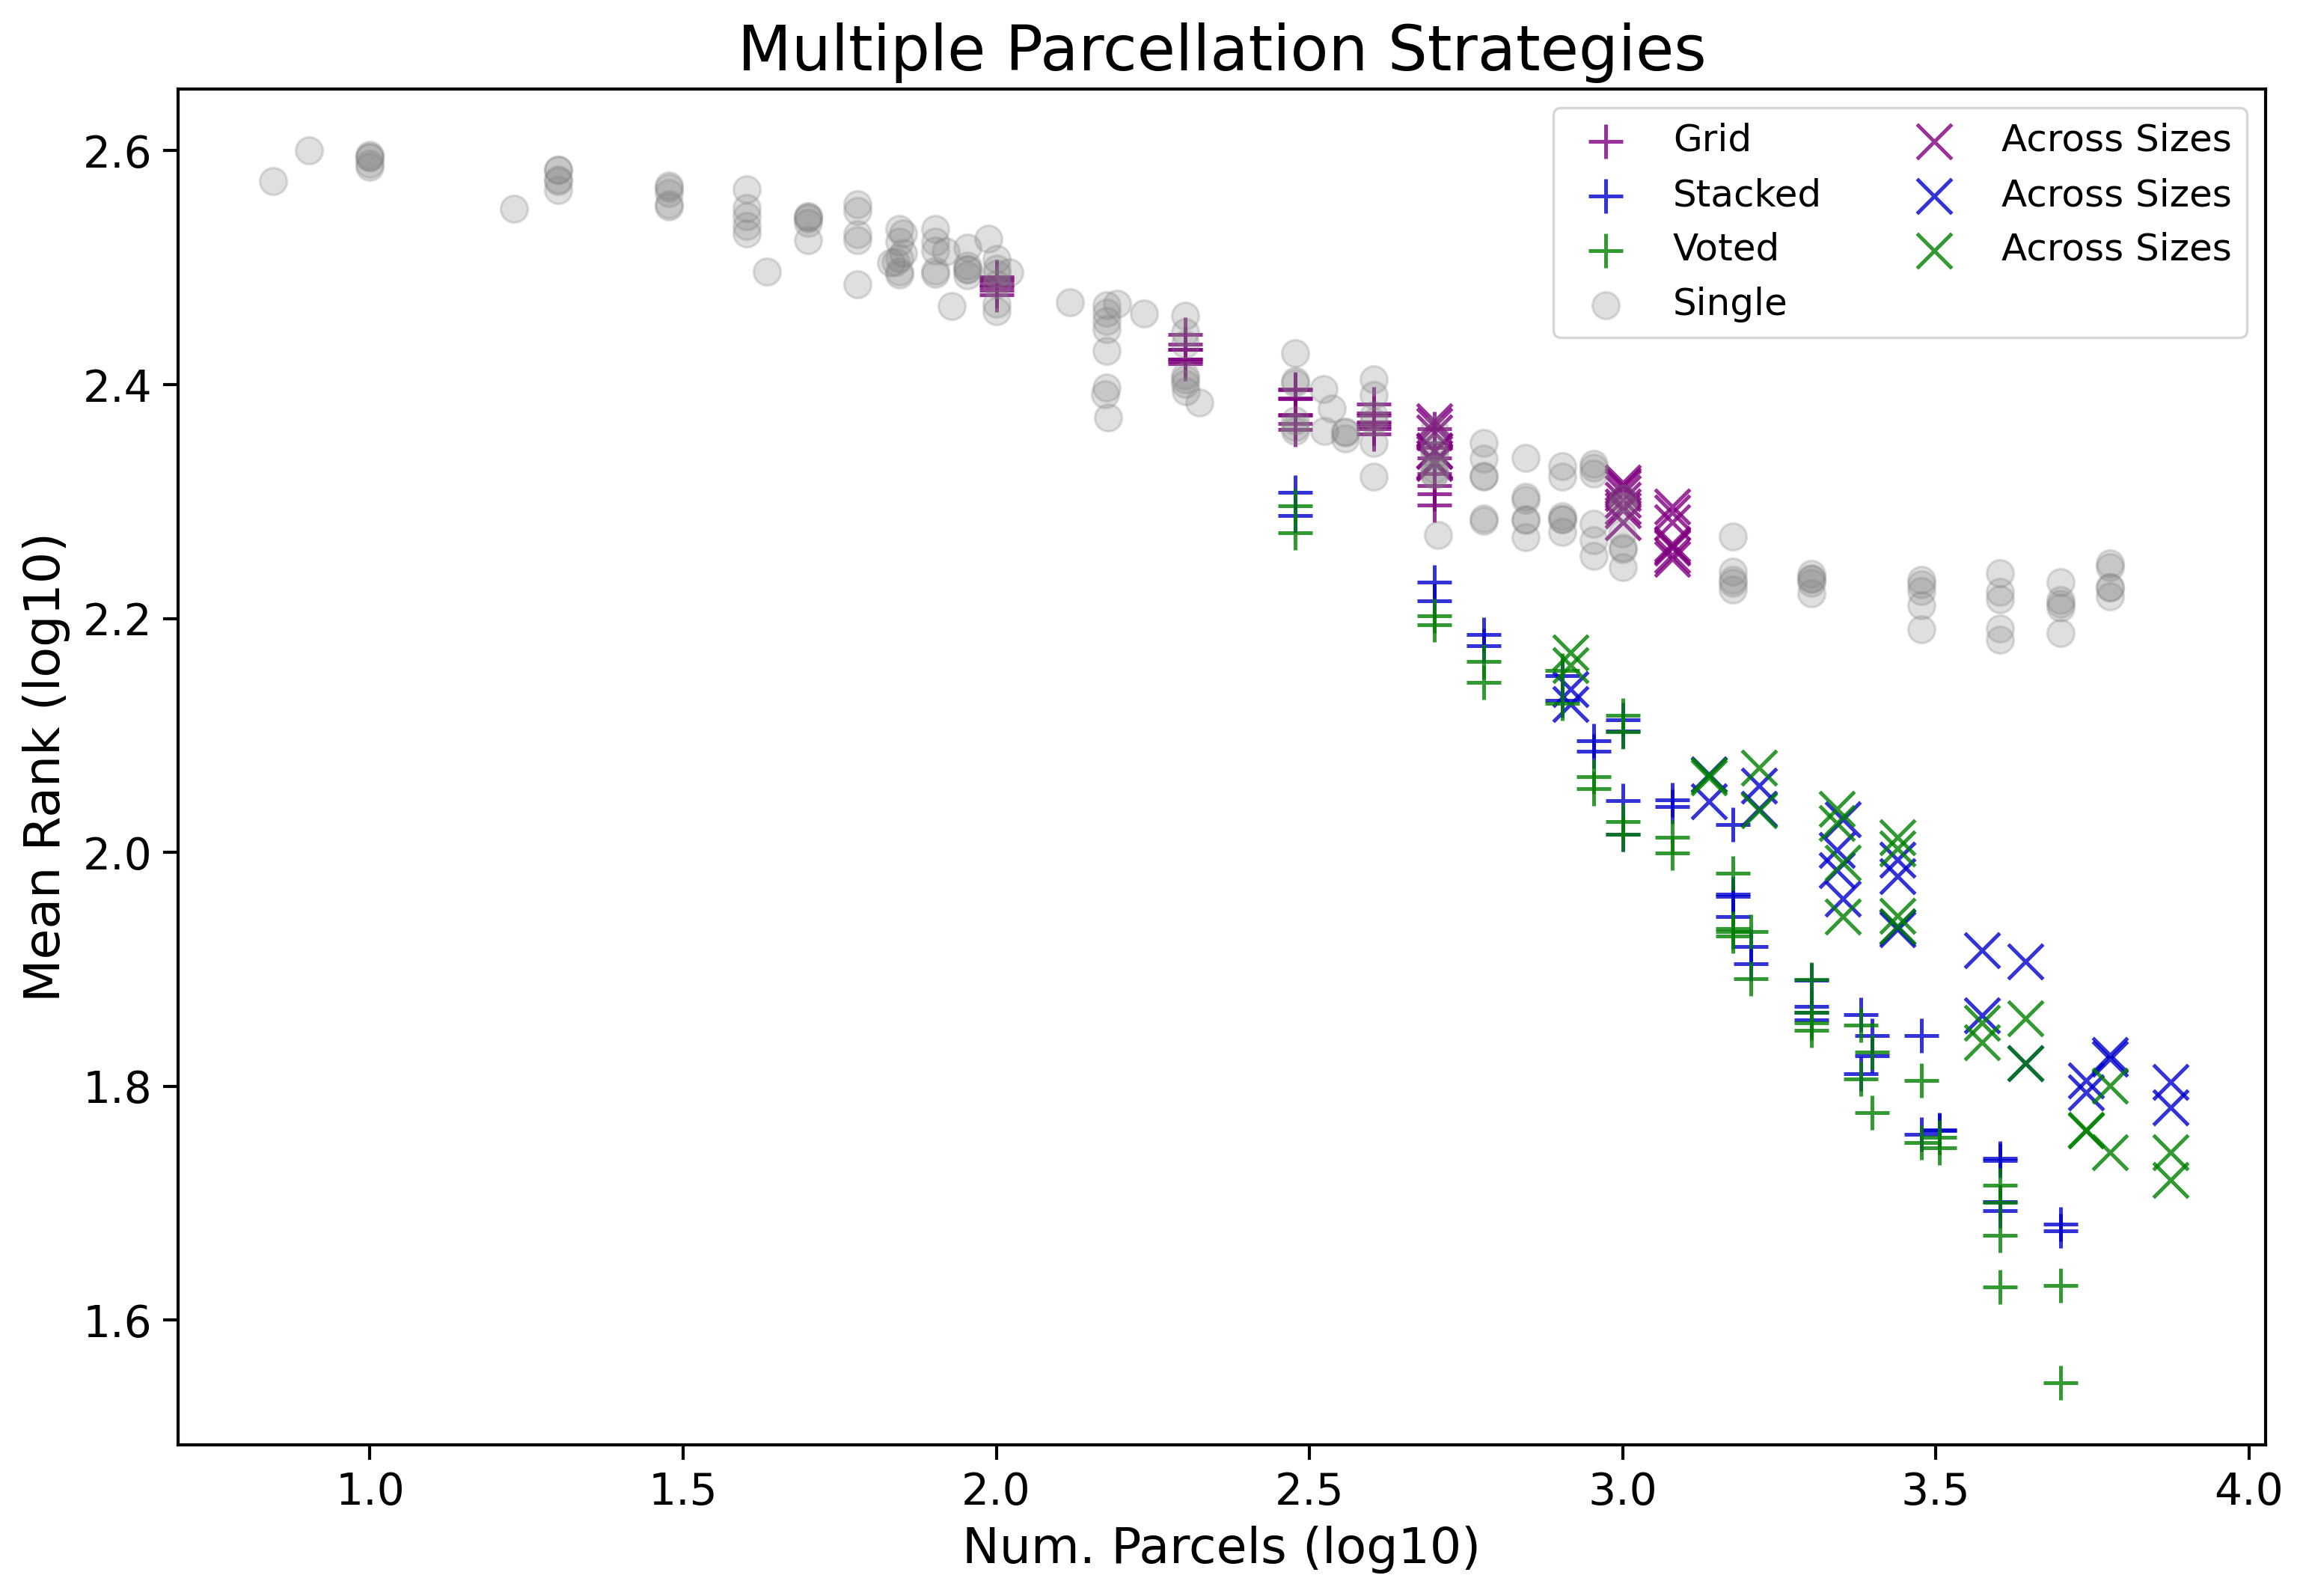 Multiple Parcellation Strategies
Grid
Stacked
Voted
Single
Across Sizes
Across Sizes
Across Sizes
Mean Rank (log10)
2.6
2.4
2.2
2.0
1.8
1.6
1.0 1.5 2.0 2.5 3.0 3.5 4.0
Num. Parcels (log10)